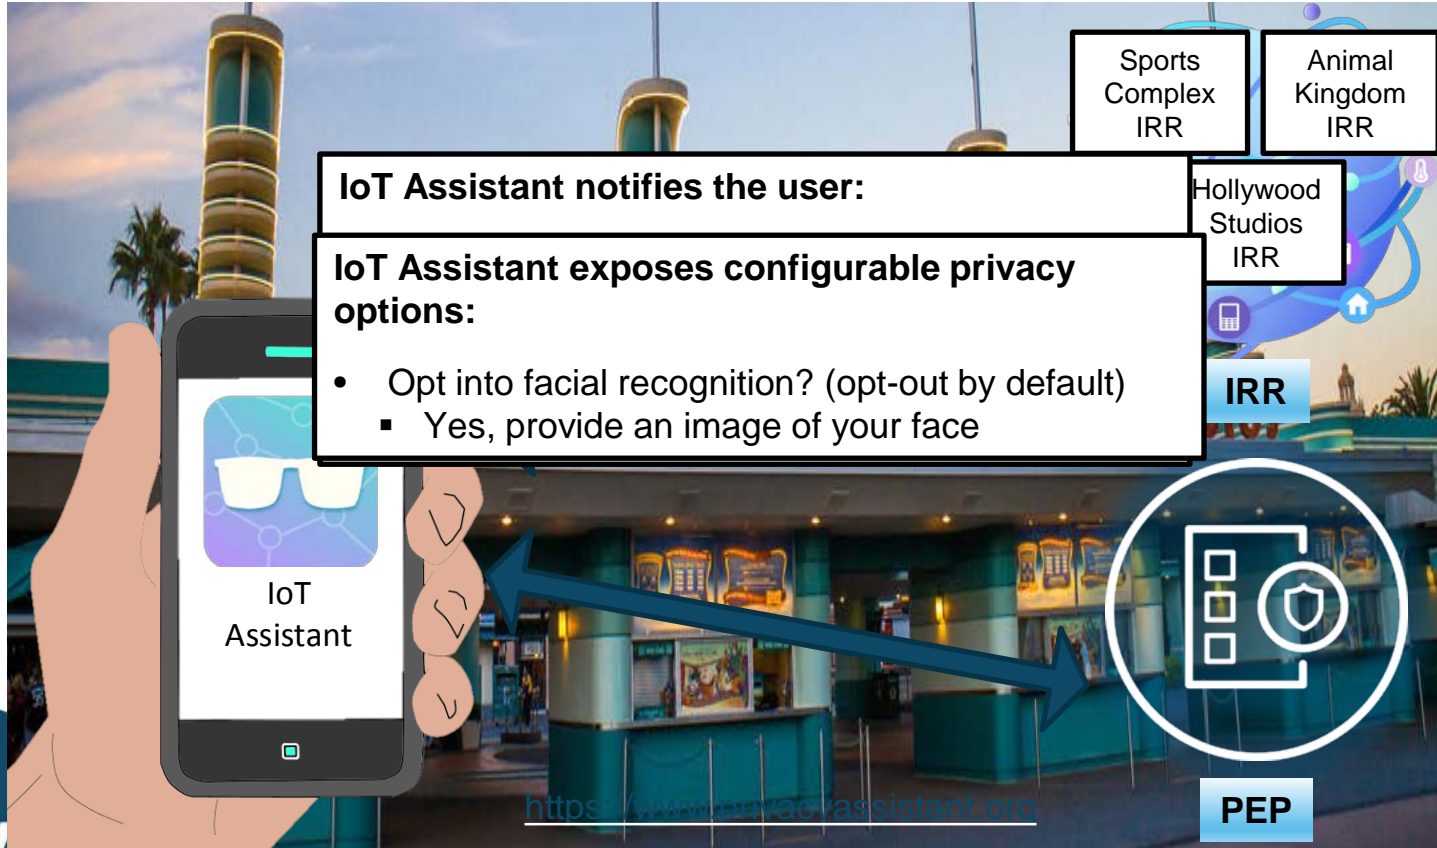 Sports
Complex
IRR
Animal
Kingdom
IRR
IoT Assistant notifies the user:
Hollywood
Studios
IRR
IoT Assistant exposes configurable privacy
options:
• Opt into facial recognition? (opt-out by default)
▪ Yes, provide an image of your face
IRR
IoT
Assistant
https://www.privacyassistant.org
PEP